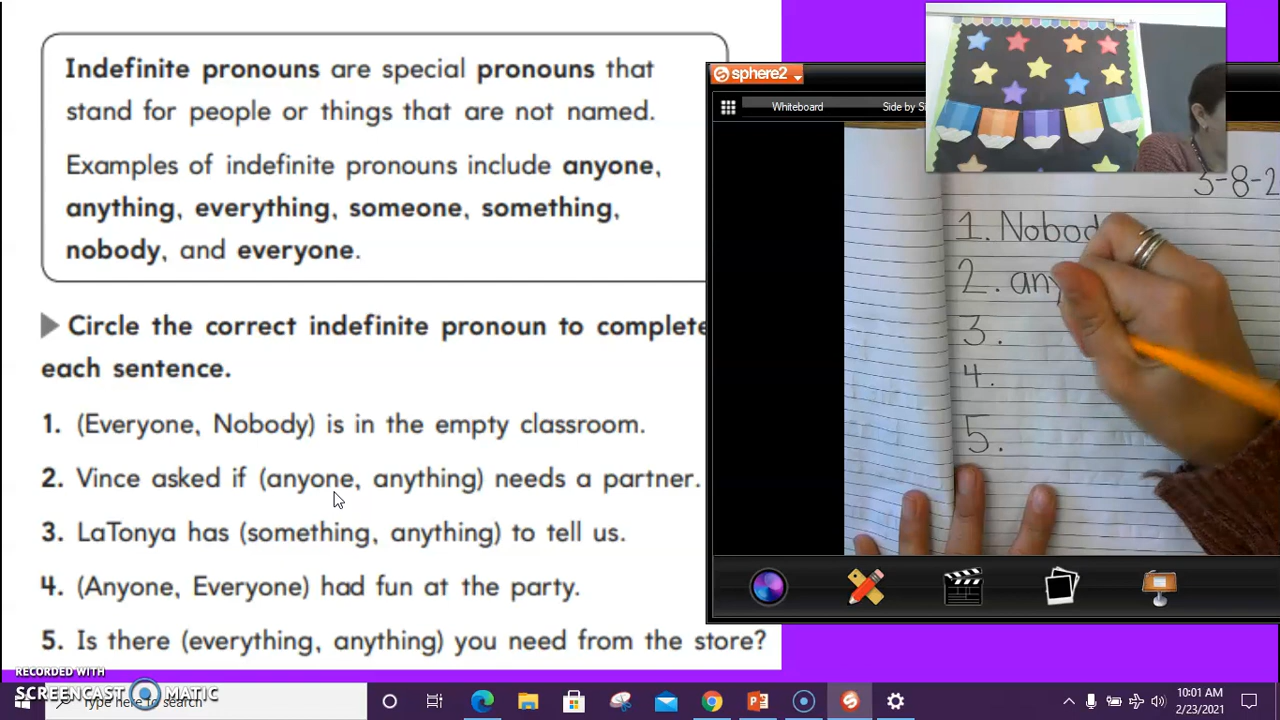 Indefinite pronouns are special pronouns that
stand for people or things that are not named.
Examples of indefinite pronouns include anyone,
anything, everything, someone, something,
nobody, and everyone.
Circle the correct indefinite pronoun to complete
each sentence.
1. (Everyone, Nobody) is in the empty classroom.
2. Vince asked if (anyone, anything) needs a partner.
3. LaTonya has (something, anything) to tell us.
4. (Anyone, Everyone) had fun at the party.
5. Is there (everything, anything) you need from the store?
sphere2
Whiteboard Side by Si
3-8-2
1. Nobod
2. any
3.
4.
5.
RECORDED WITH
SCREENCAST MATIC
Type here to search
10:01 AM
2/23/2021